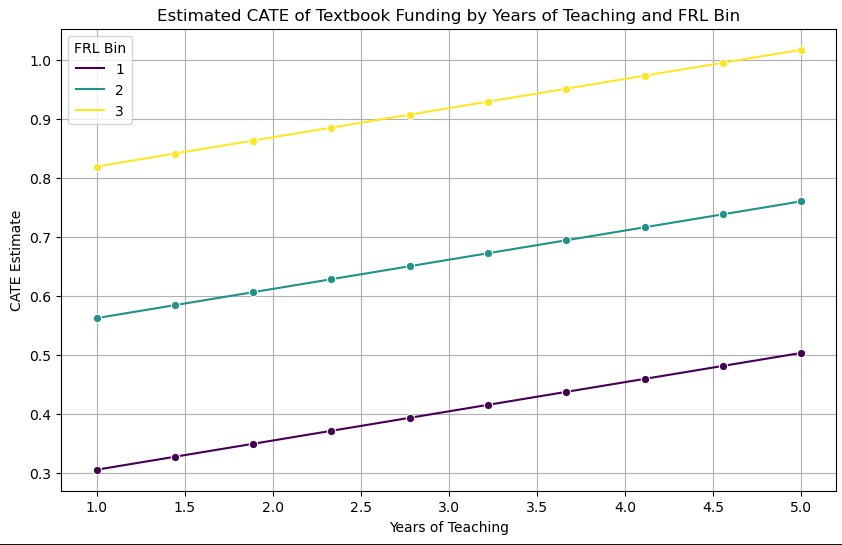 Estimated CATE of Textbook Funding by Years of Teaching and FRL Bin
FRL Bin
1
2
3
1.0
0.9
0.8
0.7
0.6
0.5
0.4
0.3
CATE Estimate
1.0 1.5 2.0 2.5 3.0 3.5 4.0 4.5 5.0
Years of Teaching